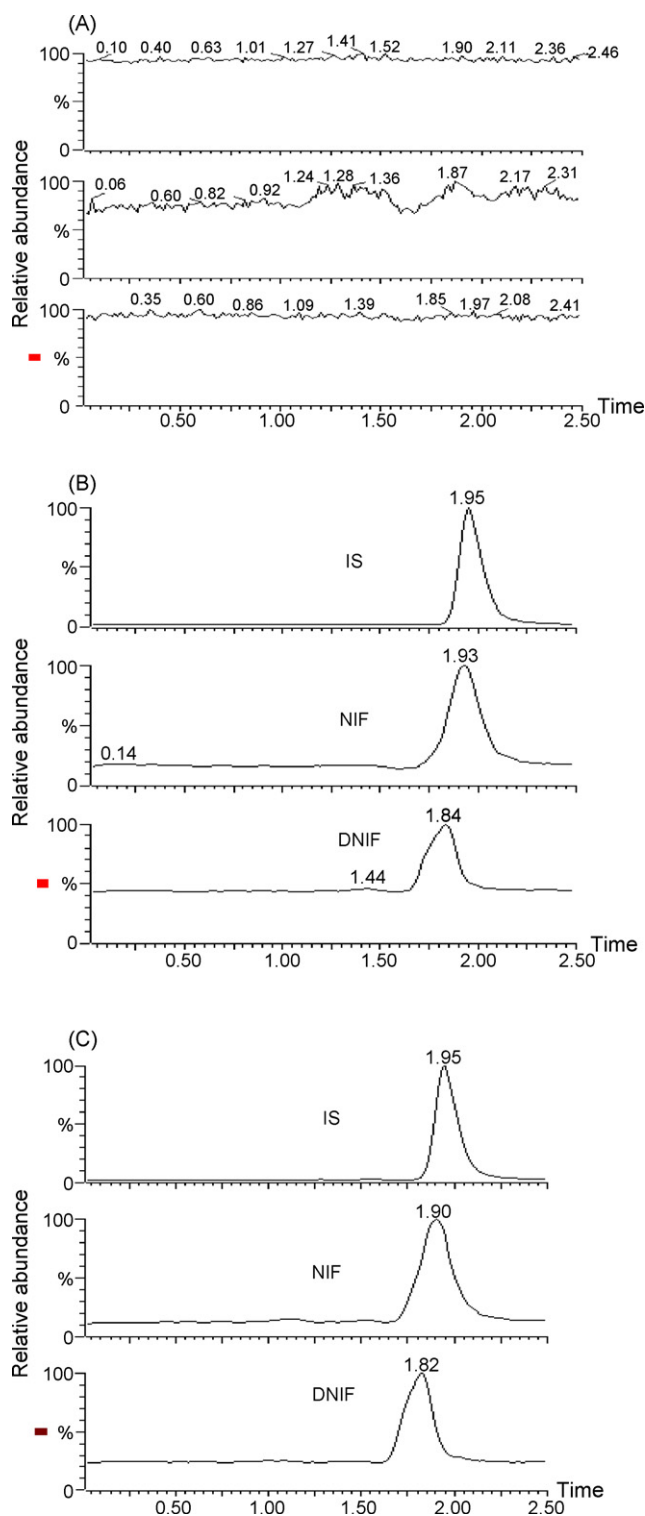 (A)
0.10 0.40 0.63 1.01 1.27 1.41 1.52 1.90 2.11 2.36 2.46
100
%
0
0.06 0.60 0.82 0.92 1.24 1.28 1.36 1.87 2.17 2.31
100
%
0
0.35 0.60 0.86 1.09 1.39 1.85 1.97 2.08 2.41
100
%
0
Relative abundance
0.50 1.00 1.50 2.00 2.50
Time
(B)
1.95
100
IS
%
0
1.93
100
NIF
%
0.14
0
1.84
100
DNIF
1.44
%
0
Relative abundance
0.50 1.00 1.50 2.00 2.50
Time
(C)
1.95
100
IS
%
0
1.90
100
NIF
%
0
1.82
100
DNIF
%
0
Relative abundance
0.50 1.00 1.50 2.00 2.50
Time